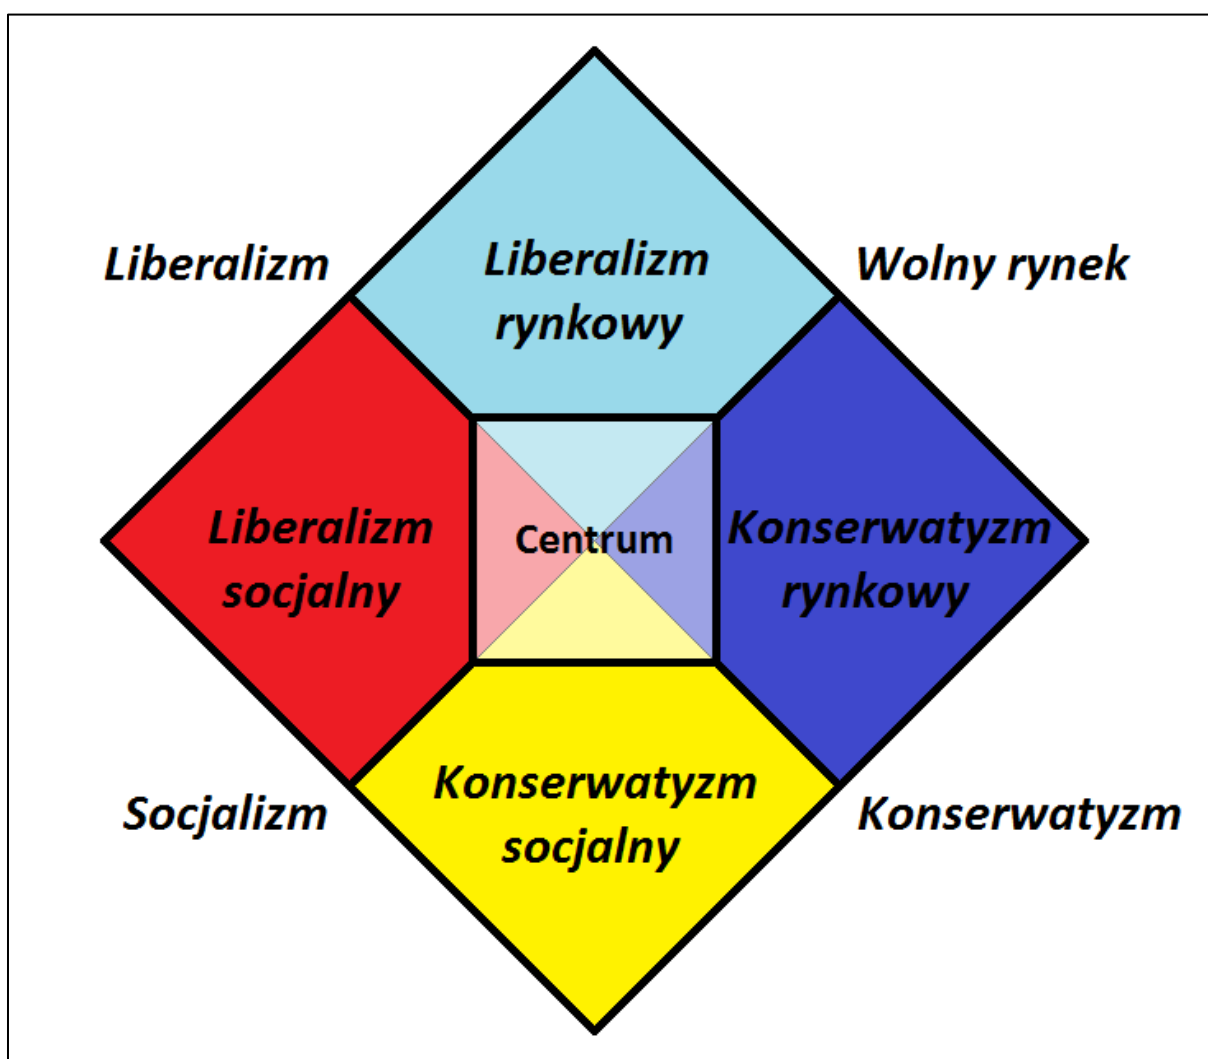 Liberalizm
rynkowy
Liberalizm
Wolny rynek
Liberalizm
socjalny
Centrum
Konserwatyzm
rynkowy
Konserwatyzm
socjalny
Socjalizm
Konserwatyzm